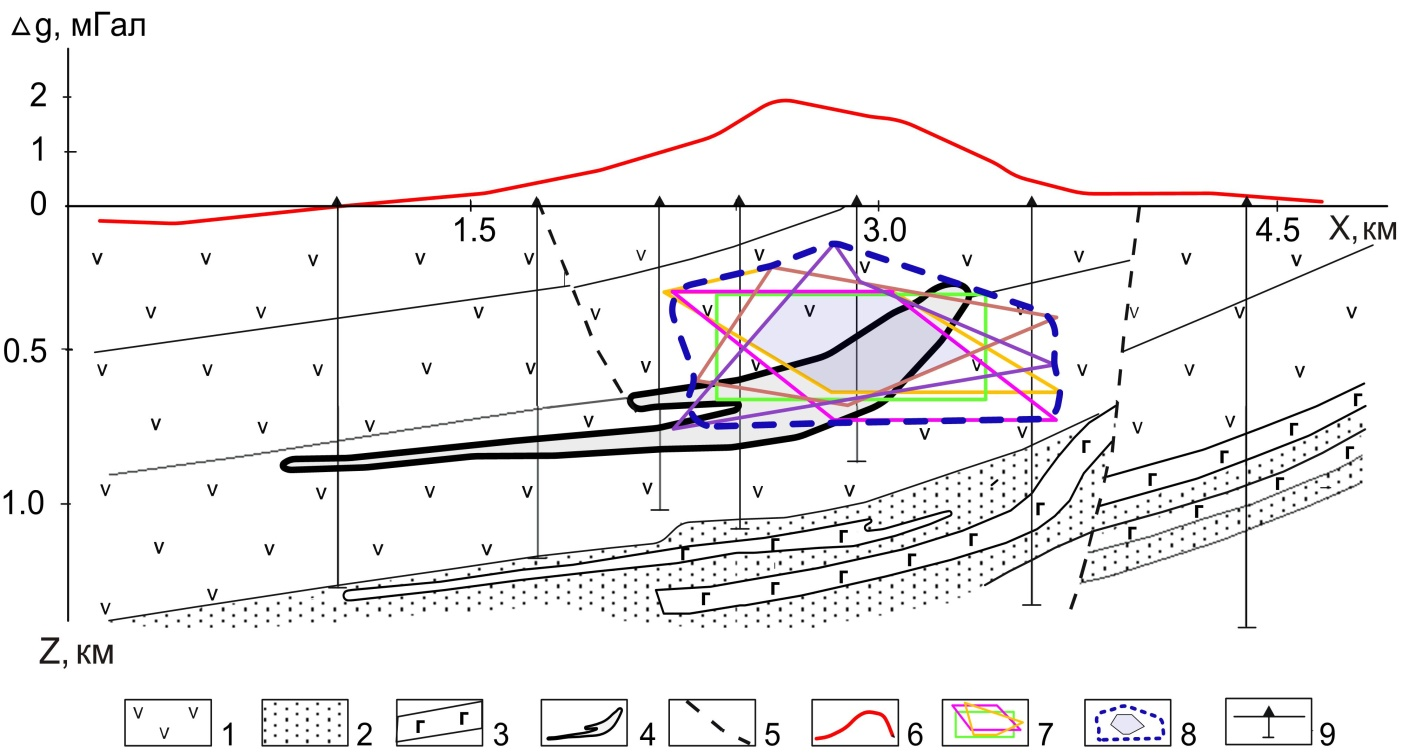 Δg, мГал
2
1
0
1.5
3.0
4.5
X, км
0.5
1.0
Z, км
v v v v v v v v v v v
v v v v v v v v v
v v v v v v v v v
v v v v v v
v v v v v v v
v v v v
v v
г г г г г
г г г г г г
г г г г г г г
v v 1 2 г г 3 4 5 6 7 8 9
v